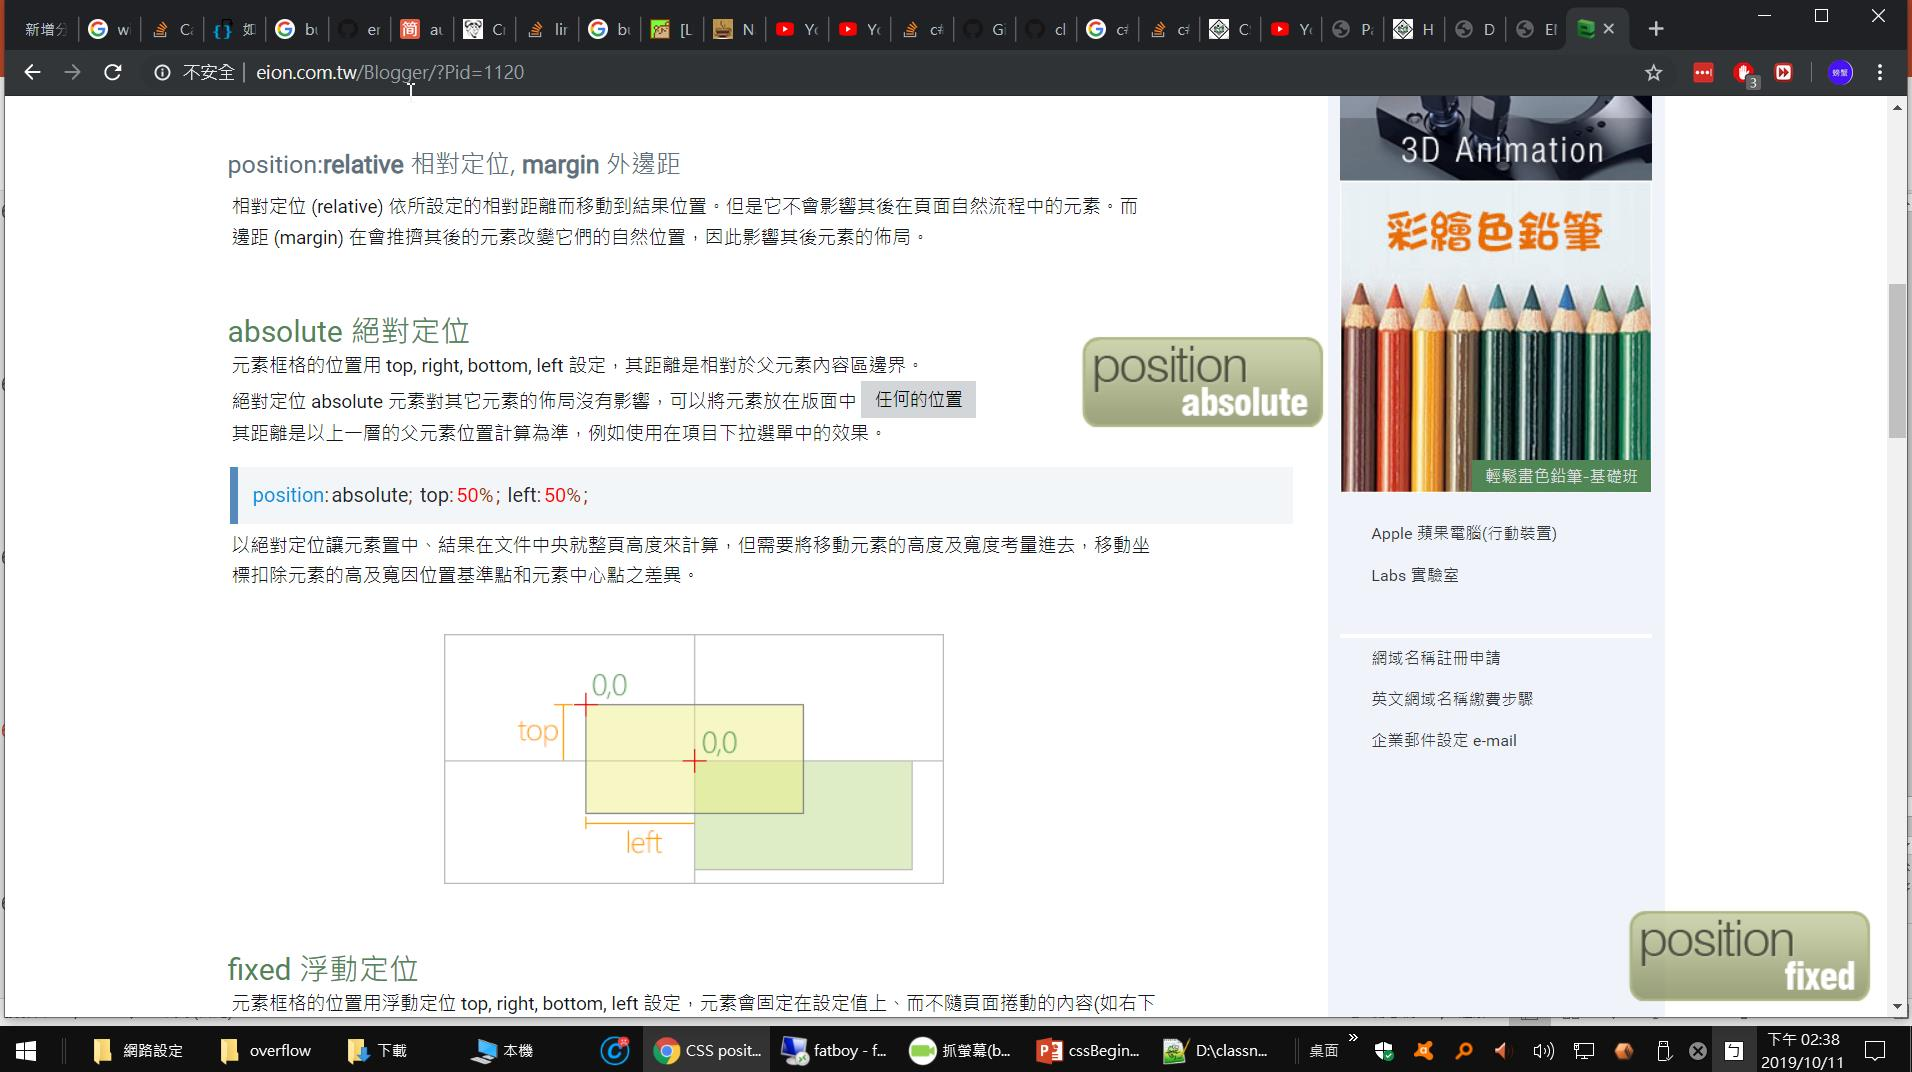 新增分
不安全 | eion.com.tw/Blogger/?Pid=1120
3
position:relative 相對定位, margin 外邊距
相對定位 (relative) 依所設定的相對距離而移動到結果位置。但是它不會影響其後在頁面自然流程中的元素。而
邊距 (margin) 在會推擠其後的元素改變它們的自然位置，因此影響其後元素的佈局。
absolute 絕對定位
元素框格的位置用 top, right, bottom, left 設定，其距離是相對於父元素內容區邊界。
絕對定位 absolute 元素對其它元素的佈局沒有影響，可以將元素放在版面中 任何的位置
其距離是以上一層的父元素位置計算為準，例如使用在項目下拉選單中的效果。
position absolute
position:absolute; top:50%; left:50%;
以絕對定位讓元素置中、結果在文件中央就整頁高度來計算，但需要將移動元素的高度及寬度考量進去，移動坐
標扣除元素的高及寬因位置基準點和元素中心點之差異。
0,0
top
0,0
left
fixed 浮動定位
元素框格的位置用浮動定位 top, right, bottom, left 設定，元素會固定在設定值上、而不隨頁面捲動的內容(如右下
3D Animation
彩繪色鉛筆
輕鬆畫色鉛筆-基礎班
Apple 蘋果電腦(行動裝置)
Labs 實驗室
網域名稱註冊申請
英文網域名稱繳費步驟
企業郵件設定 e-mail
position fixed
網路設定 overflow 下載 本機 CSS posit... fatboy - f... 抓螢幕(b... cssBegin... D:\classn... 桌面 下午 02:38
2019/10/11